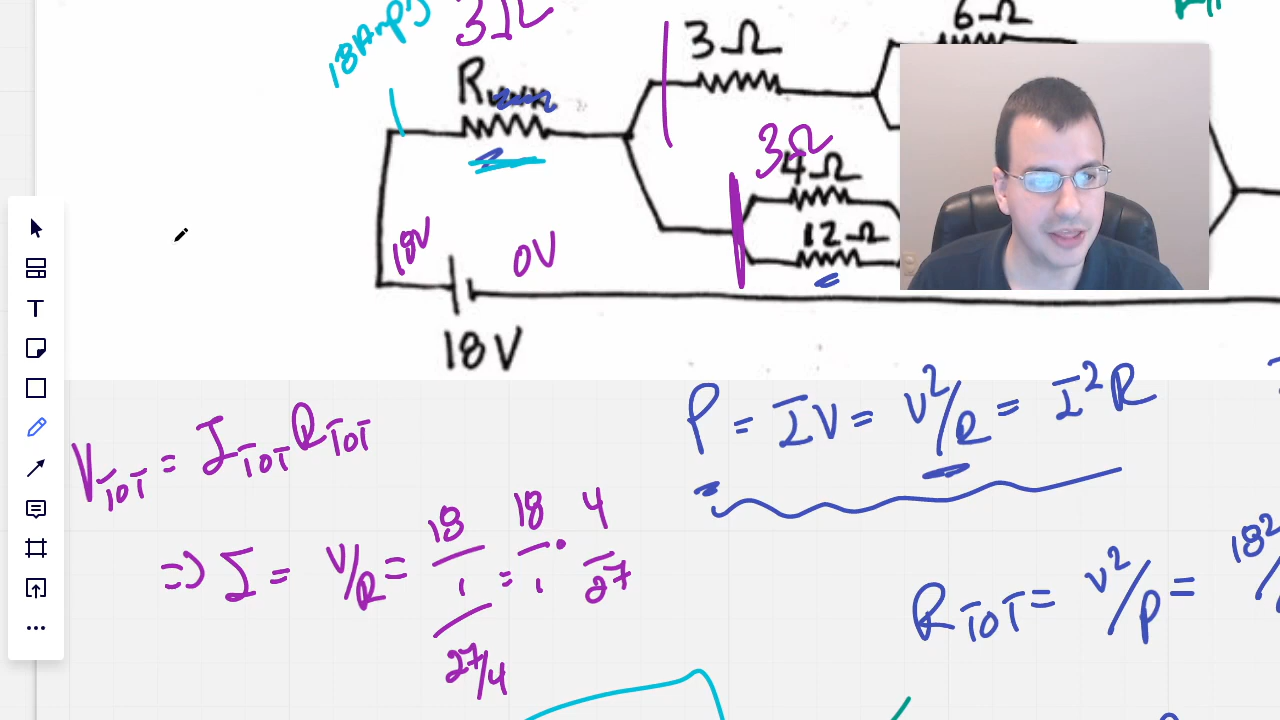 18Amps
3Ω
R
3Ω
6Ω
3Ω
4Ω
12Ω
18V
0V
18V
P = IV = V²/R = I²R
V_TOT = I_TOT R_TOT
=> I = V/R = 18/1 / 27/4 = 18/1 · 4/27
R_TOT = V²/P = 18²/
T